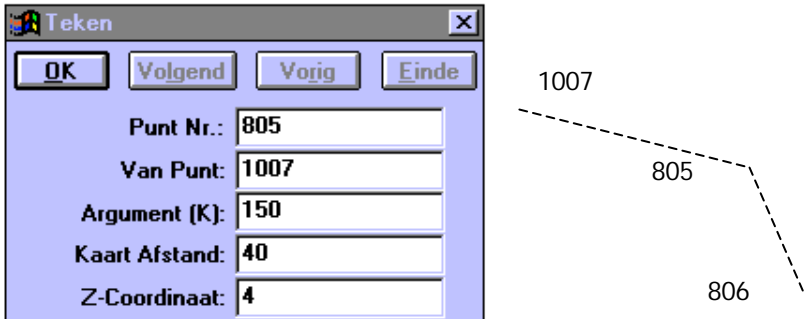 Teken
OK Volgend Vorig Einde
Punt Nr.: 805
Van Punt: 1007
Argument (K): 150
Kaart Afstand: 40
Z-Coordinaat: 4
1007
805
806